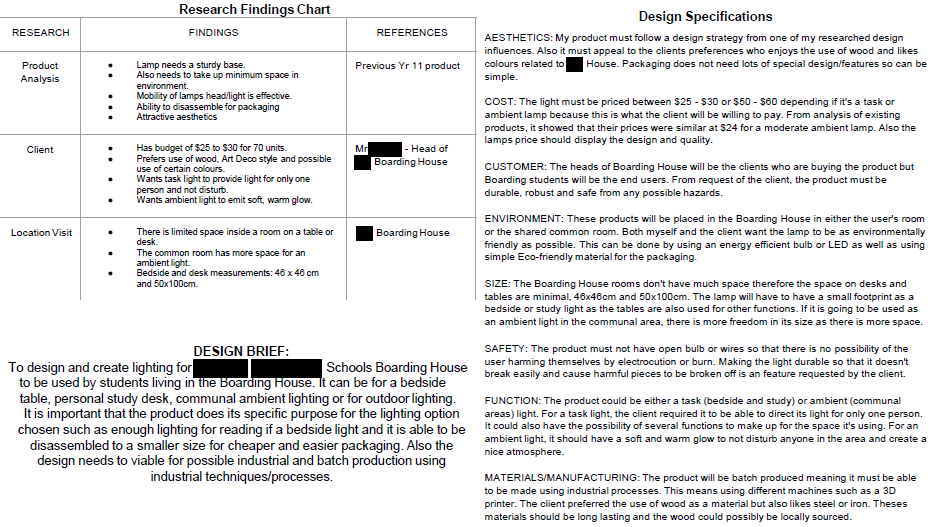 Research Findings Chart
RESEARCH
FINDINGS
REFERENCES
Product
Analysis
● Lamp needs a sturdy base.
● Also needs to take up minimum space in
environment.
● Mobility of lamps head/light is effective.
● Ability to disassemble for packaging
● Attractive aesthetics
Previous Yr 11 product
Client
● Has budget of $25 to $30 for 70 units.
● Prefers use of wood, Art Deco style and possible
use of certain colours.
● Wants task light to provide light for only one
person and not disturb.
● Wants ambient light to emit soft, warm glow.
Mr - Head of
Boarding House
Location Visit
● There is limited space inside a room on a table or
desk.
● The common room has more space for an
ambient light.
● Bedside and desk measurements: 46 x 46 cm
and 50x100cm.
Boarding House
DESIGN BRIEF:
To design and create lighting for Schools Boarding House
to be used by students living in the Boarding House. It can be for a bedside
table, personal study desk, communal ambient lighting or for outdoor lighting.
It is important that the product does its specific purpose for the lighting option
chosen such as enough lighting for reading if a bedside light and it is able to be
disassembled to a smaller size for cheaper and easier packaging. Also the
design needs to viable for possible industrial and batch production using
industrial techniques/processes.
Design Specifications
AESTHETICS: My product must follow a design strategy from one of my researched design
influences. Also it must appeal to the clients preferences who enjoys the use of wood and likes
colours related to House. Packaging does not need lots of special design/features so can be
simple.
COST: The light must be priced between $25 - $30 or $50 - $60 depending if it's a task or
ambient lamp because this is what the client will be willing to pay. From analysis of existing
products, it showed that their prices were similar at $24 for a moderate ambient lamp. Also the
lamps price should display the design and quality.
CUSTOMER: The heads of Boarding House will be the clients who are buying the product but
Boarding students will be the end users. From request of the client, the product must be
durable, robust and safe from any possible hazards.
ENVIRONMENT: These products will be placed in the Boarding House in either the user's room
or the shared common room. Both myself and the client want the lamp to be as environmentally
friendly as possible. This can be done by using an energy efficient bulb or LED as well as using
simple Eco-friendly material for the packaging.
SIZE: The Boarding House rooms don't have much space therefore the space on desks and
tables are minimal, 46x46cm and 50x100cm. The lamp will have to have a small footprint as a
bedside or study light as the tables are also used for other functions. If it is going to be used as
an ambient light in the communal area, there is more freedom in its size as there is more space.
SAFETY: The product must not have open bulb or wires so that there is no possibility of the
user harming themselves by electrocution or burn. Making the light durable so that it doesn't
break easily and cause harmful pieces to be broken off is an feature requested by the client.
FUNCTION: The product could be either a task (bedside and study) or ambient (communal
areas) light. For a task light, the client required it to be able to direct its light for only one person.
It could also have the possibility of several functions to make up for the space it's using. For an
ambient light, it should have a soft and warm glow to not disturb anyone in the area and create a
nice atmosphere.
MATERIALS/MANUFACTURING: The product will be batch produced meaning it must be able
to be made using industrial processes. This means using different machines such as a 3D
printer. The client preferred the use of wood as a material but also likes steel or iron. Theses
materials should be long lasting and the wood could possibly be locally sourced.